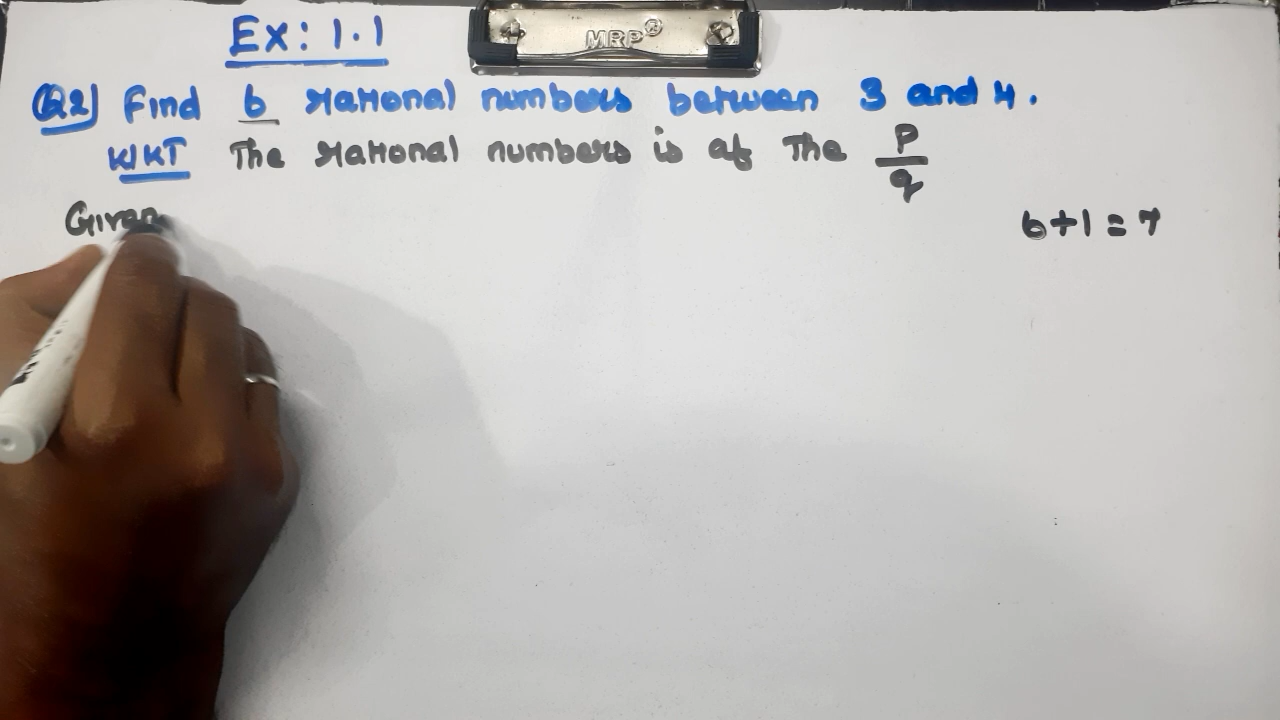 MRP
Ex: 1.1
Q2) Find 6 rational numbers between 3 and 4.
WKT The rational numbers is of the P/q
Given
6+1=7